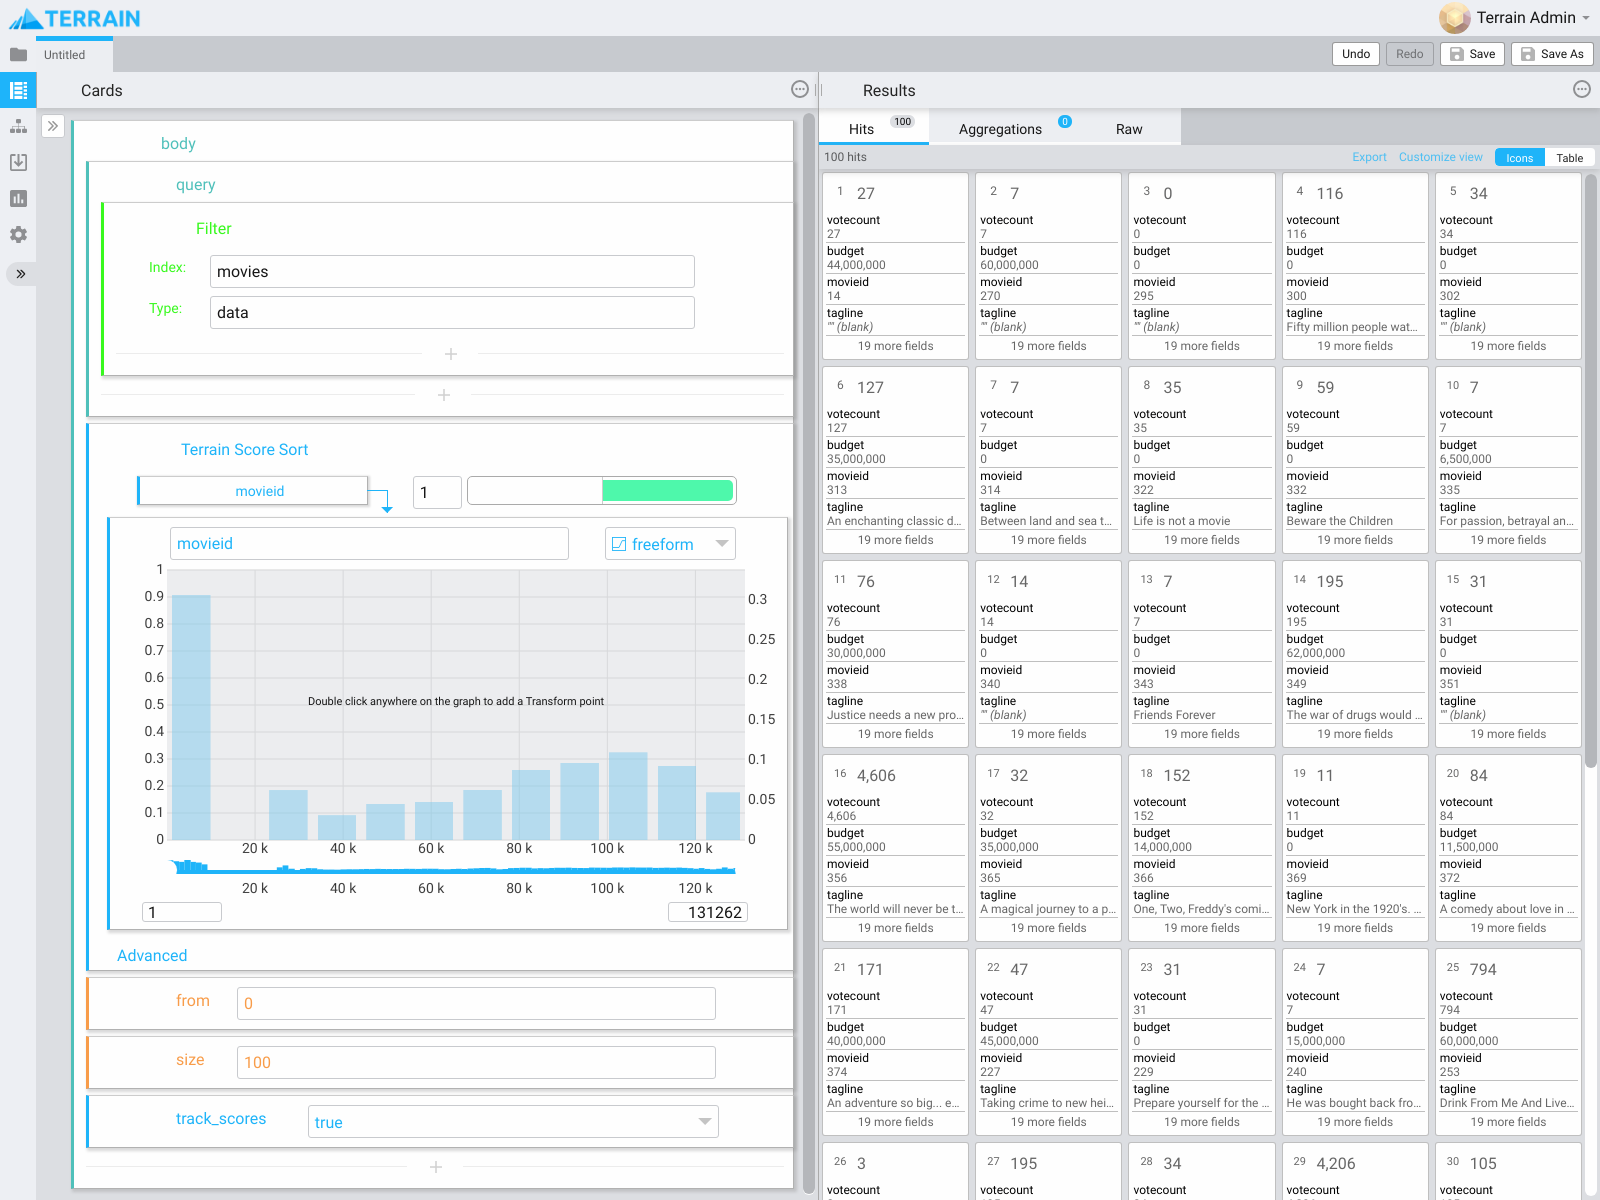 TERRAIN
Terrain Admin
Untitled
Undo
Redo
Save
Save As
Cards
Results
body
query
Filter
Index:
movies
Type:
data
Terrain Score Sort
movieid
1
movieid
freeform
1
0.9
0.8
0.7
0.6
0.5
0.4
0.3
0.2
0.1
0
0.3
0.25
0.2
0.15
0.1
0.05
0
Double click anywhere on the graph to add a Transform point
20 k 40 k 60 k 80 k 100 k 120 k
20 k 40 k 60 k 80 k 100 k 120 k
1
131262
Advanced
from
0
size
100
track_scores
true
Hits 100
Aggregations 0
Raw
100 hits
Export
Customize view
Icons
Table
1 27
votecount
27
budget
44,000,000
movieid
14
tagline
"" (blank)
19 more fields
2 7
votecount
7
budget
60,000,000
movieid
270
tagline
"" (blank)
19 more fields
3 0
votecount
0
budget
0
movieid
295
tagline
"" (blank)
19 more fields
4 116
votecount
116
budget
0
movieid
300
tagline
Fifty million people wat...
19 more fields
5 34
votecount
34
budget
0
movieid
302
tagline
"" (blank)
19 more fields
6 127
votecount
127
budget
35,000,000
movieid
313
tagline
An enchanting classic d...
19 more fields
7 7
votecount
7
budget
0
movieid
314
tagline
Between land and sea t...
19 more fields
8 35
votecount
35
budget
0
movieid
322
tagline
Life is not a movie
19 more fields
9 59
votecount
59
budget
0
movieid
332
tagline
Beware the Children
19 more fields
10 7
votecount
7
budget
6,500,000
movieid
335
tagline
For passion, betrayal an...
19 more fields
11 76
votecount
76
budget
30,000,000
movieid
338
tagline
Justice needs a new pro...
19 more fields
12 14
votecount
14
budget
0
movieid
340
tagline
"" (blank)
19 more fields
13 7
votecount
7
budget
0
movieid
343
tagline
Friends Forever
19 more fields
14 195
votecount
195
budget
62,000,000
movieid
349
tagline
The war of drugs would ...
19 more fields
15 31
votecount
31
budget
0
movieid
351
tagline
"" (blank)
19 more fields
16 4,606
votecount
4,606
budget
55,000,000
movieid
356
tagline
The world will never be t...
19 more fields
17 32
votecount
32
budget
35,000,000
movieid
365
tagline
A magical journey to a p...
19 more fields
18 152
votecount
152
budget
14,000,000
movieid
366
tagline
One, Two, Freddy's comi...
19 more fields
19 11
votecount
11
budget
0
movieid
369
tagline
New York in the 1920's. ...
19 more fields
20 84
votecount
84
budget
11,500,000
movieid
372
tagline
A comedy about love in ...
19 more fields
21 171
votecount
171
budget
40,000,000
movieid
374
tagline
An adventure so big... e...
19 more fields
22 47
votecount
47
budget
45,000,000
movieid
227
tagline
Taking crime to new hei...
19 more fields
23 31
votecount
31
budget
0
movieid
229
tagline
Prepare yourself for the ...
19 more fields
24 7
votecount
7
budget
15,000,000
movieid
240
tagline
He was bought back fro...
19 more fields
25 794
votecount
794
budget
60,000,000
movieid
253
tagline
Drink From Me And Live...
19 more fields
26 3
votecount
27 195
votecount
28 34
votecount
29 4,206
votecount
30 105
votecount